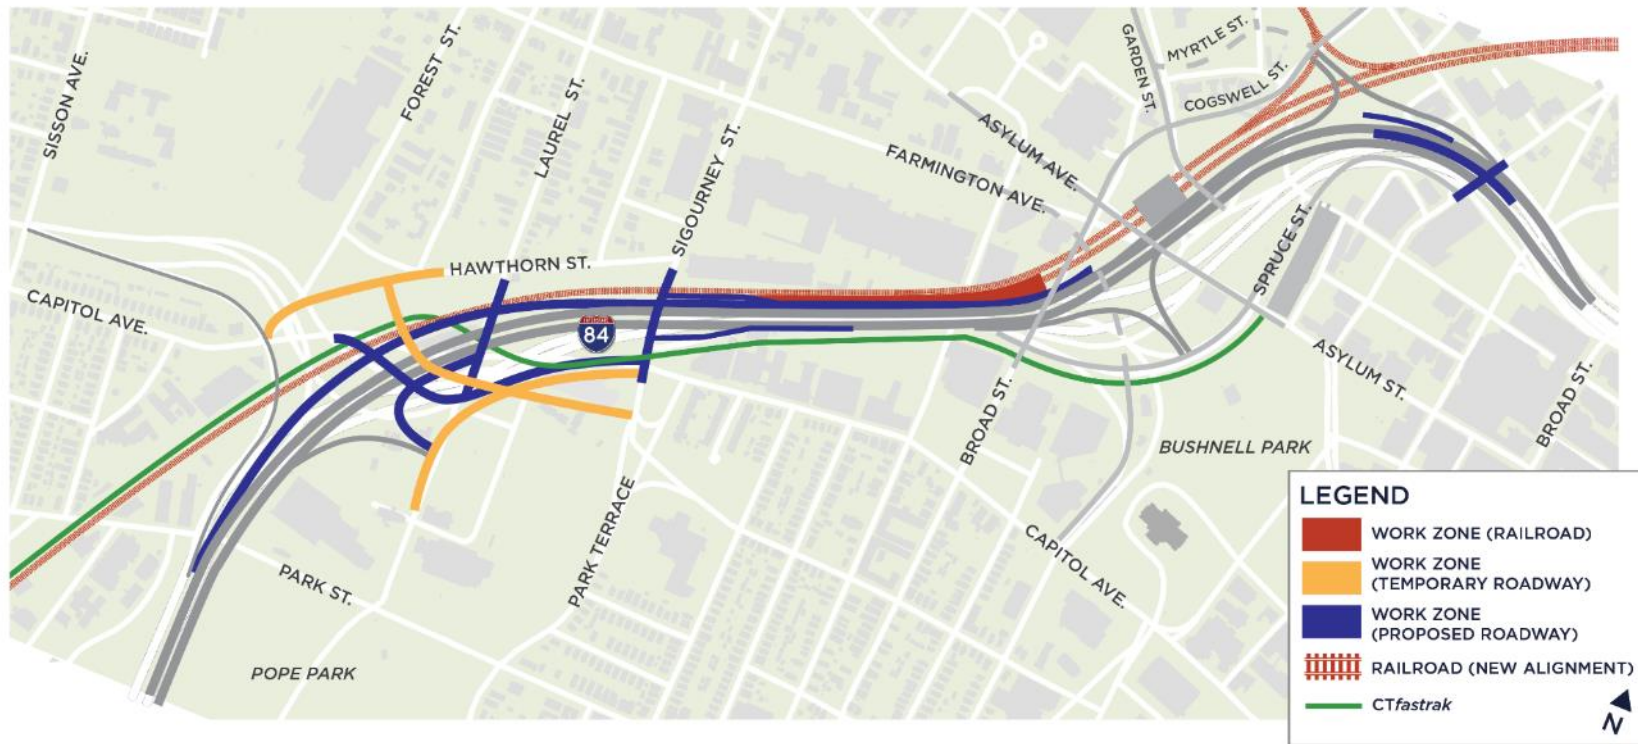 SISSON AVE.
FOREST ST.
LAUREL ST.
SIGOURNEY ST.
GARDEN ST.
MYRTLE ST.
COGSWELL ST.
ASYLUM AVE.
FARMINGTON AVE.
HAWTHORN ST.
CAPITOL AVE.
84
SPRUCE ST.
ASYLUM ST.
BROAD ST.
BROAD ST.
BUSHNELL PARK
PARK TERRACE
CAPITOL AVE.
PARK ST.
POPE PARK
LEGEND
WORK ZONE (RAILROAD)
WORK ZONE
(TEMPORARY ROADWAY)
WORK ZONE
(PROPOSED ROADWAY)
RAILROAD (NEW ALIGNMENT)
CTfastrak
N